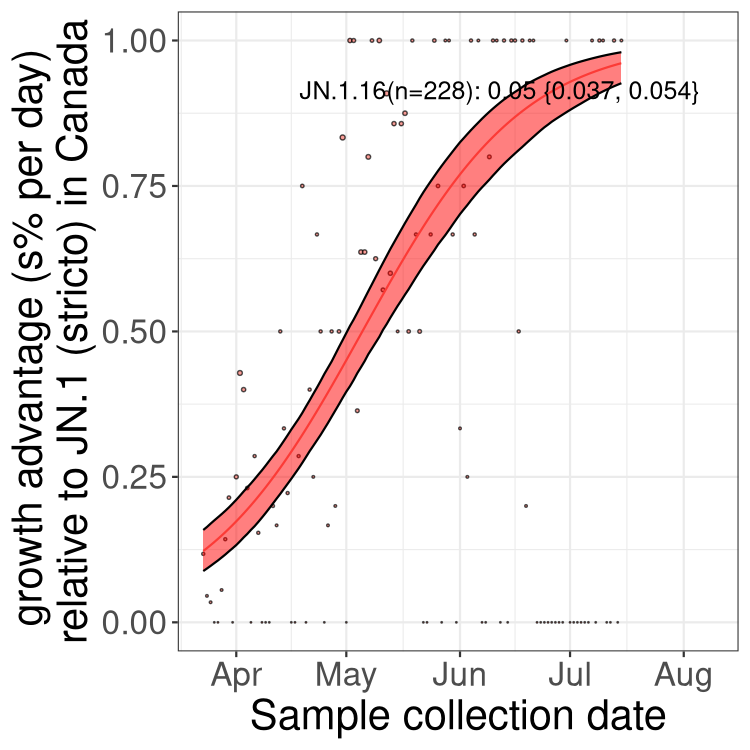 growth advantage (s% per day)
relative to JN.1 (stricto) in Canada
1.00
0.75
0.50
0.25
0.00
JN.1.16(n=228): 0.05 {0.037, 0.054}
Apr May Jun Jul Aug
Sample collection date